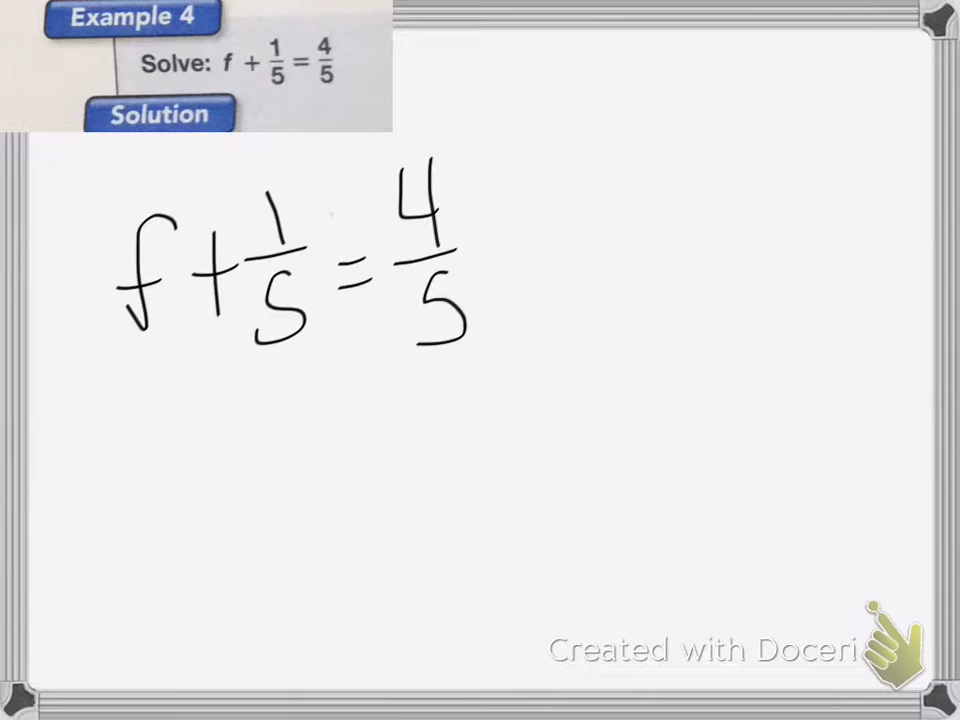 Example 4
Solve: f + 1/5 = 4/5
Solution
f + 1/5 = 4/5
Created with Doceri